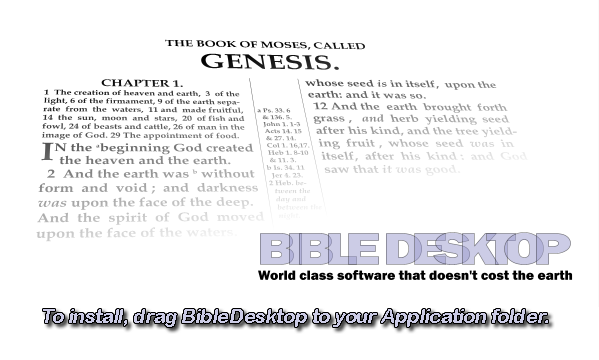 THE BOOK OF MOSES, CALLED
GENESIS.
CHAPTER 1.
1 The creation of heaven and earth, 3 of the
light, 6 of the firmament, 9 of the earth sepa-
rate from the waters, 11 and made fruitful,
14 the sun, moon and stars, 20 of fish and
fowl, 24 of beasts and cattle, 26 of man in the
image of God. 29 The appointment of food.
IN the ᵃbeginning God created
the heaven and the earth.
2 And the earth was ᵇ without
form and void; and darkness
was upon the face of the deep.
And the spirit of God moved
upon the face of the waters.
a Ps. 33. 6
& 136. 5.
John 1. 1-3
Acts 14. 15
& 27. 14.
Col 1. 16,17.
Heb 1. 8-10
& 11. 3.
b Is. 34. 11
Jer 4. 23.
2 Heb. be-
tween the
day and
between the
night
whose seed is in itself, upon the
earth: and it was so.
12 And the earth brought forth
grass, and herb yielding seed
after his kind, and the tree yield-
ing fruit, whose seed was in
itself, after his kind: and God
saw that it was good.
BIBLE DESKTOP
World class software that doesn't cost the earth
To install, drag BibleDesktop to your Application folder.